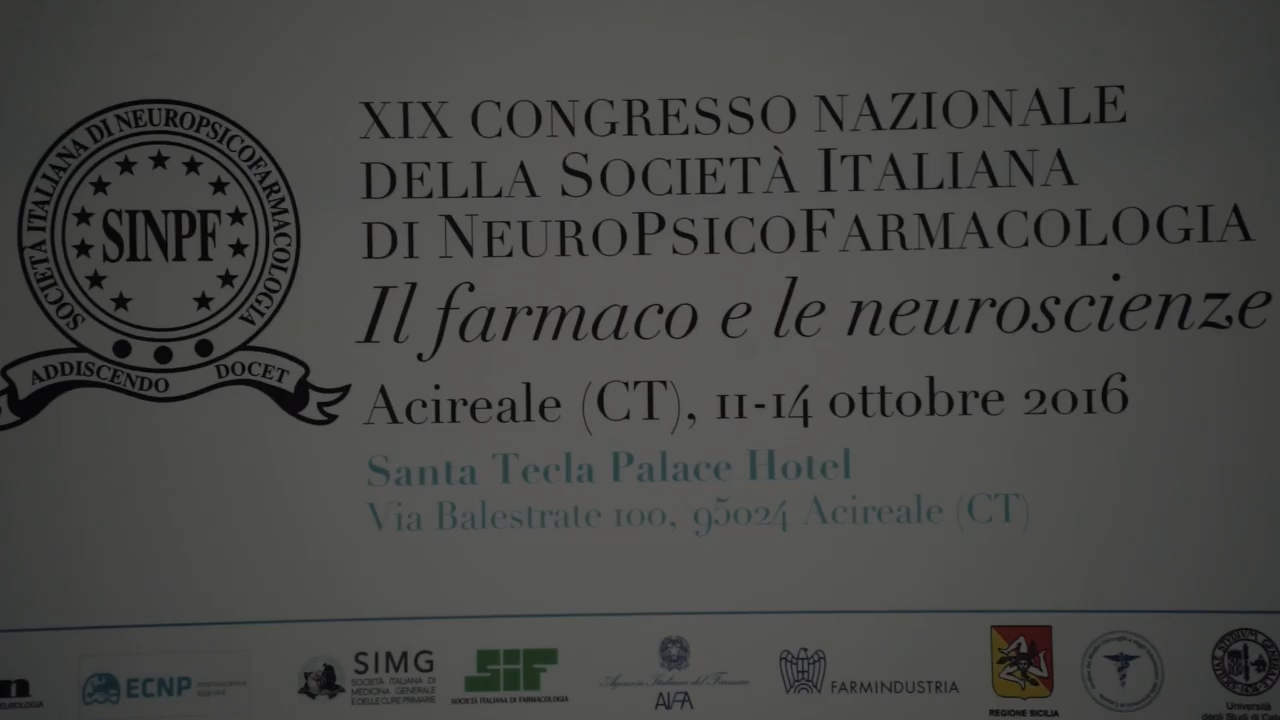 SOCIETÀ ITALIANA DI NEUROPSICOFARMACOLOGIA
SINPF
ADDISCENDO DOCET
XIX CONGRESSO NAZIONALE
DELLA SOCIETÀ ITALIANA
DI NEUROPSICOFARMACOLOGIA
Il farmaco e le neuroscienze
Acireale (CT), 11-14 ottobre 2016
Santa Tecla Palace Hotel
Via Balestrate 100, 95024 Acireale (CT)
ECNP
neuroscience
applied
SIMG
SOCIETÀ ITALIANA DI
MEDICINA GENERALE
E DELLE CURE PRIMARIE
SIF
SOCIETÀ ITALIANA DI FARMACOLOGIA
Agenzia Italiana del Farmaco
AIFA
FARMINDUSTRIA
REGIONE SICILIA
Università